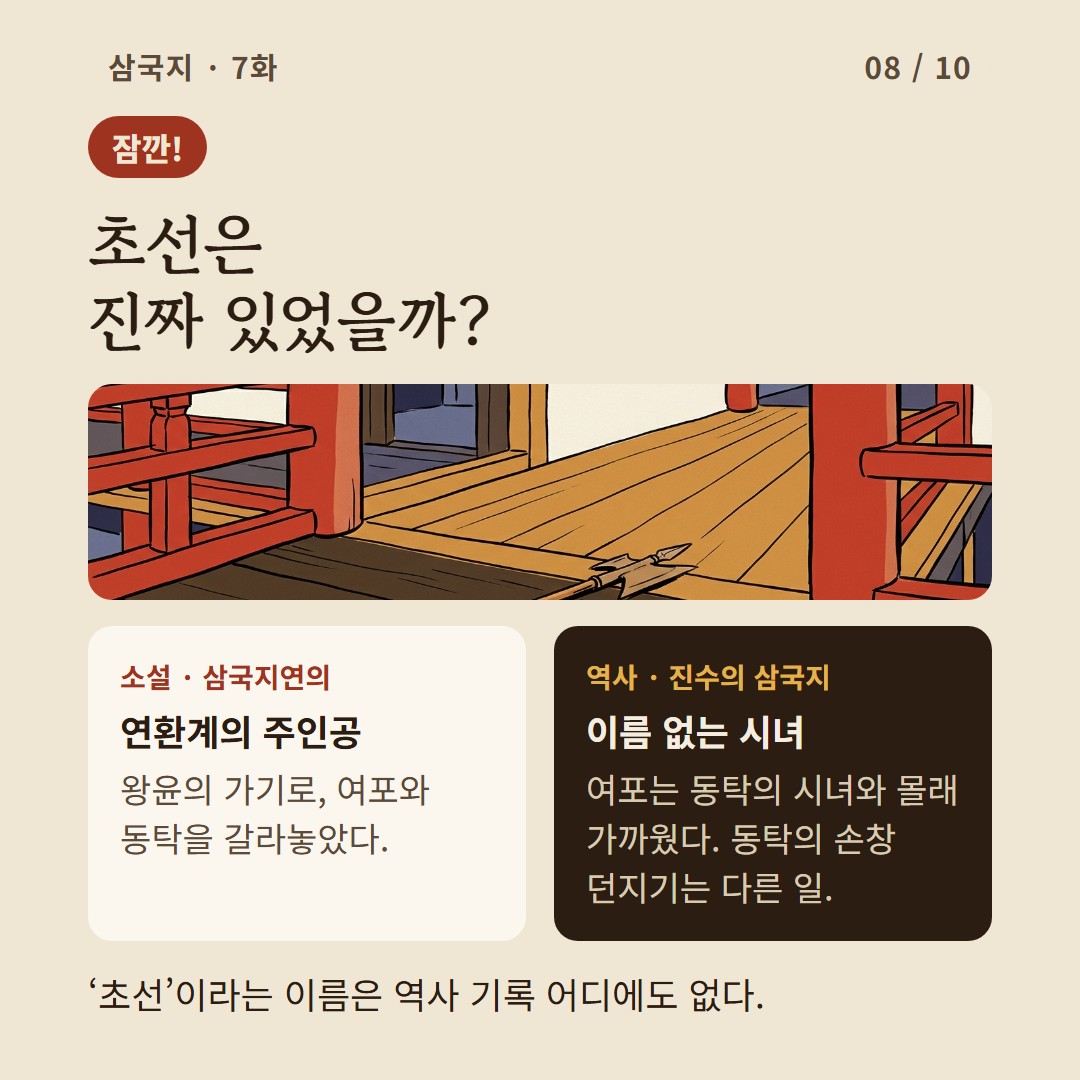 삼국지 · 7화
08 / 10
잠깐!
초선은
진짜 있었을까?
소설 · 삼국지연의
연환계의 주인공
왕윤의 가기로, 여포와
동탁을 갈라놓았다.
역사 · 진수의 삼국지
이름 없는 시녀
여포는 동탁의 시녀와 몰래
가까웠다. 동탁의 손창
던지기는 다른 일.
‘초선’이라는 이름은 역사 기록 어디에도 없다.